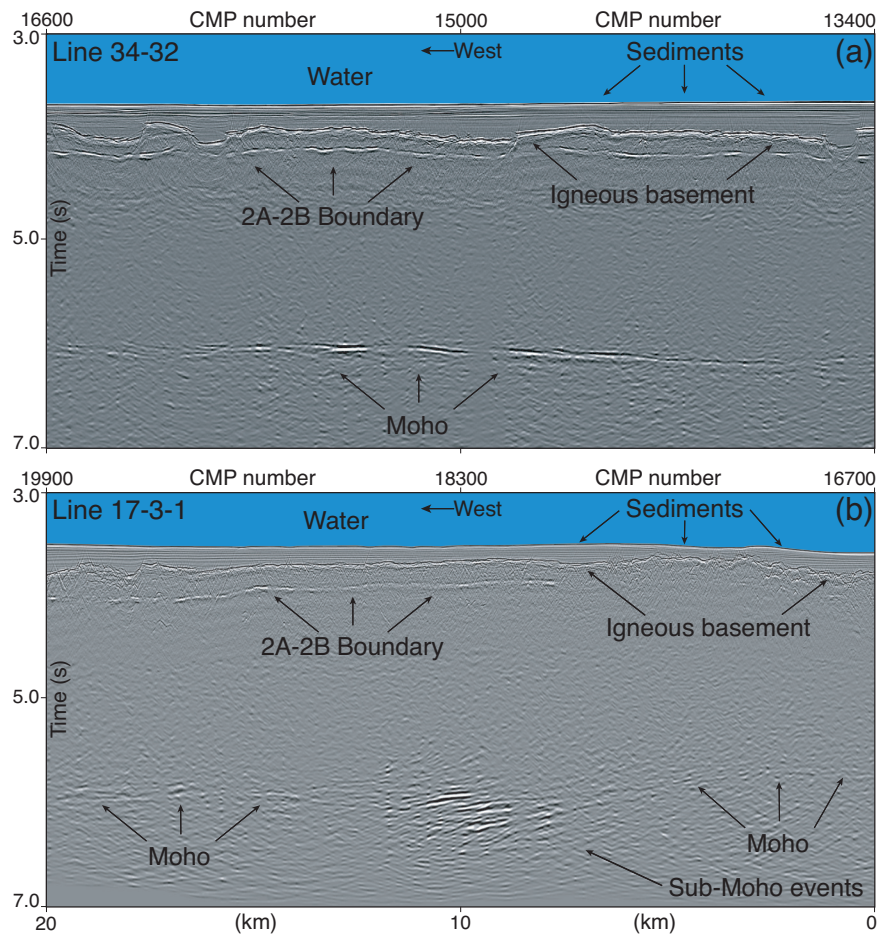 16600 CMP number 15000 CMP number 13400
3.0
Line 34-32 West Sediments (a)
Water
2A-2B Boundary Igneous basement
5.0
Time (s)
Moho
7.0
19900 CMP number 18300 CMP number 16700
3.0
Line 17-3-1 West Sediments (b)
Water
2A-2B Boundary Igneous basement
5.0
Time (s)
Moho Moho
Sub-Moho events
7.0
20 (km) 10 (km) 0